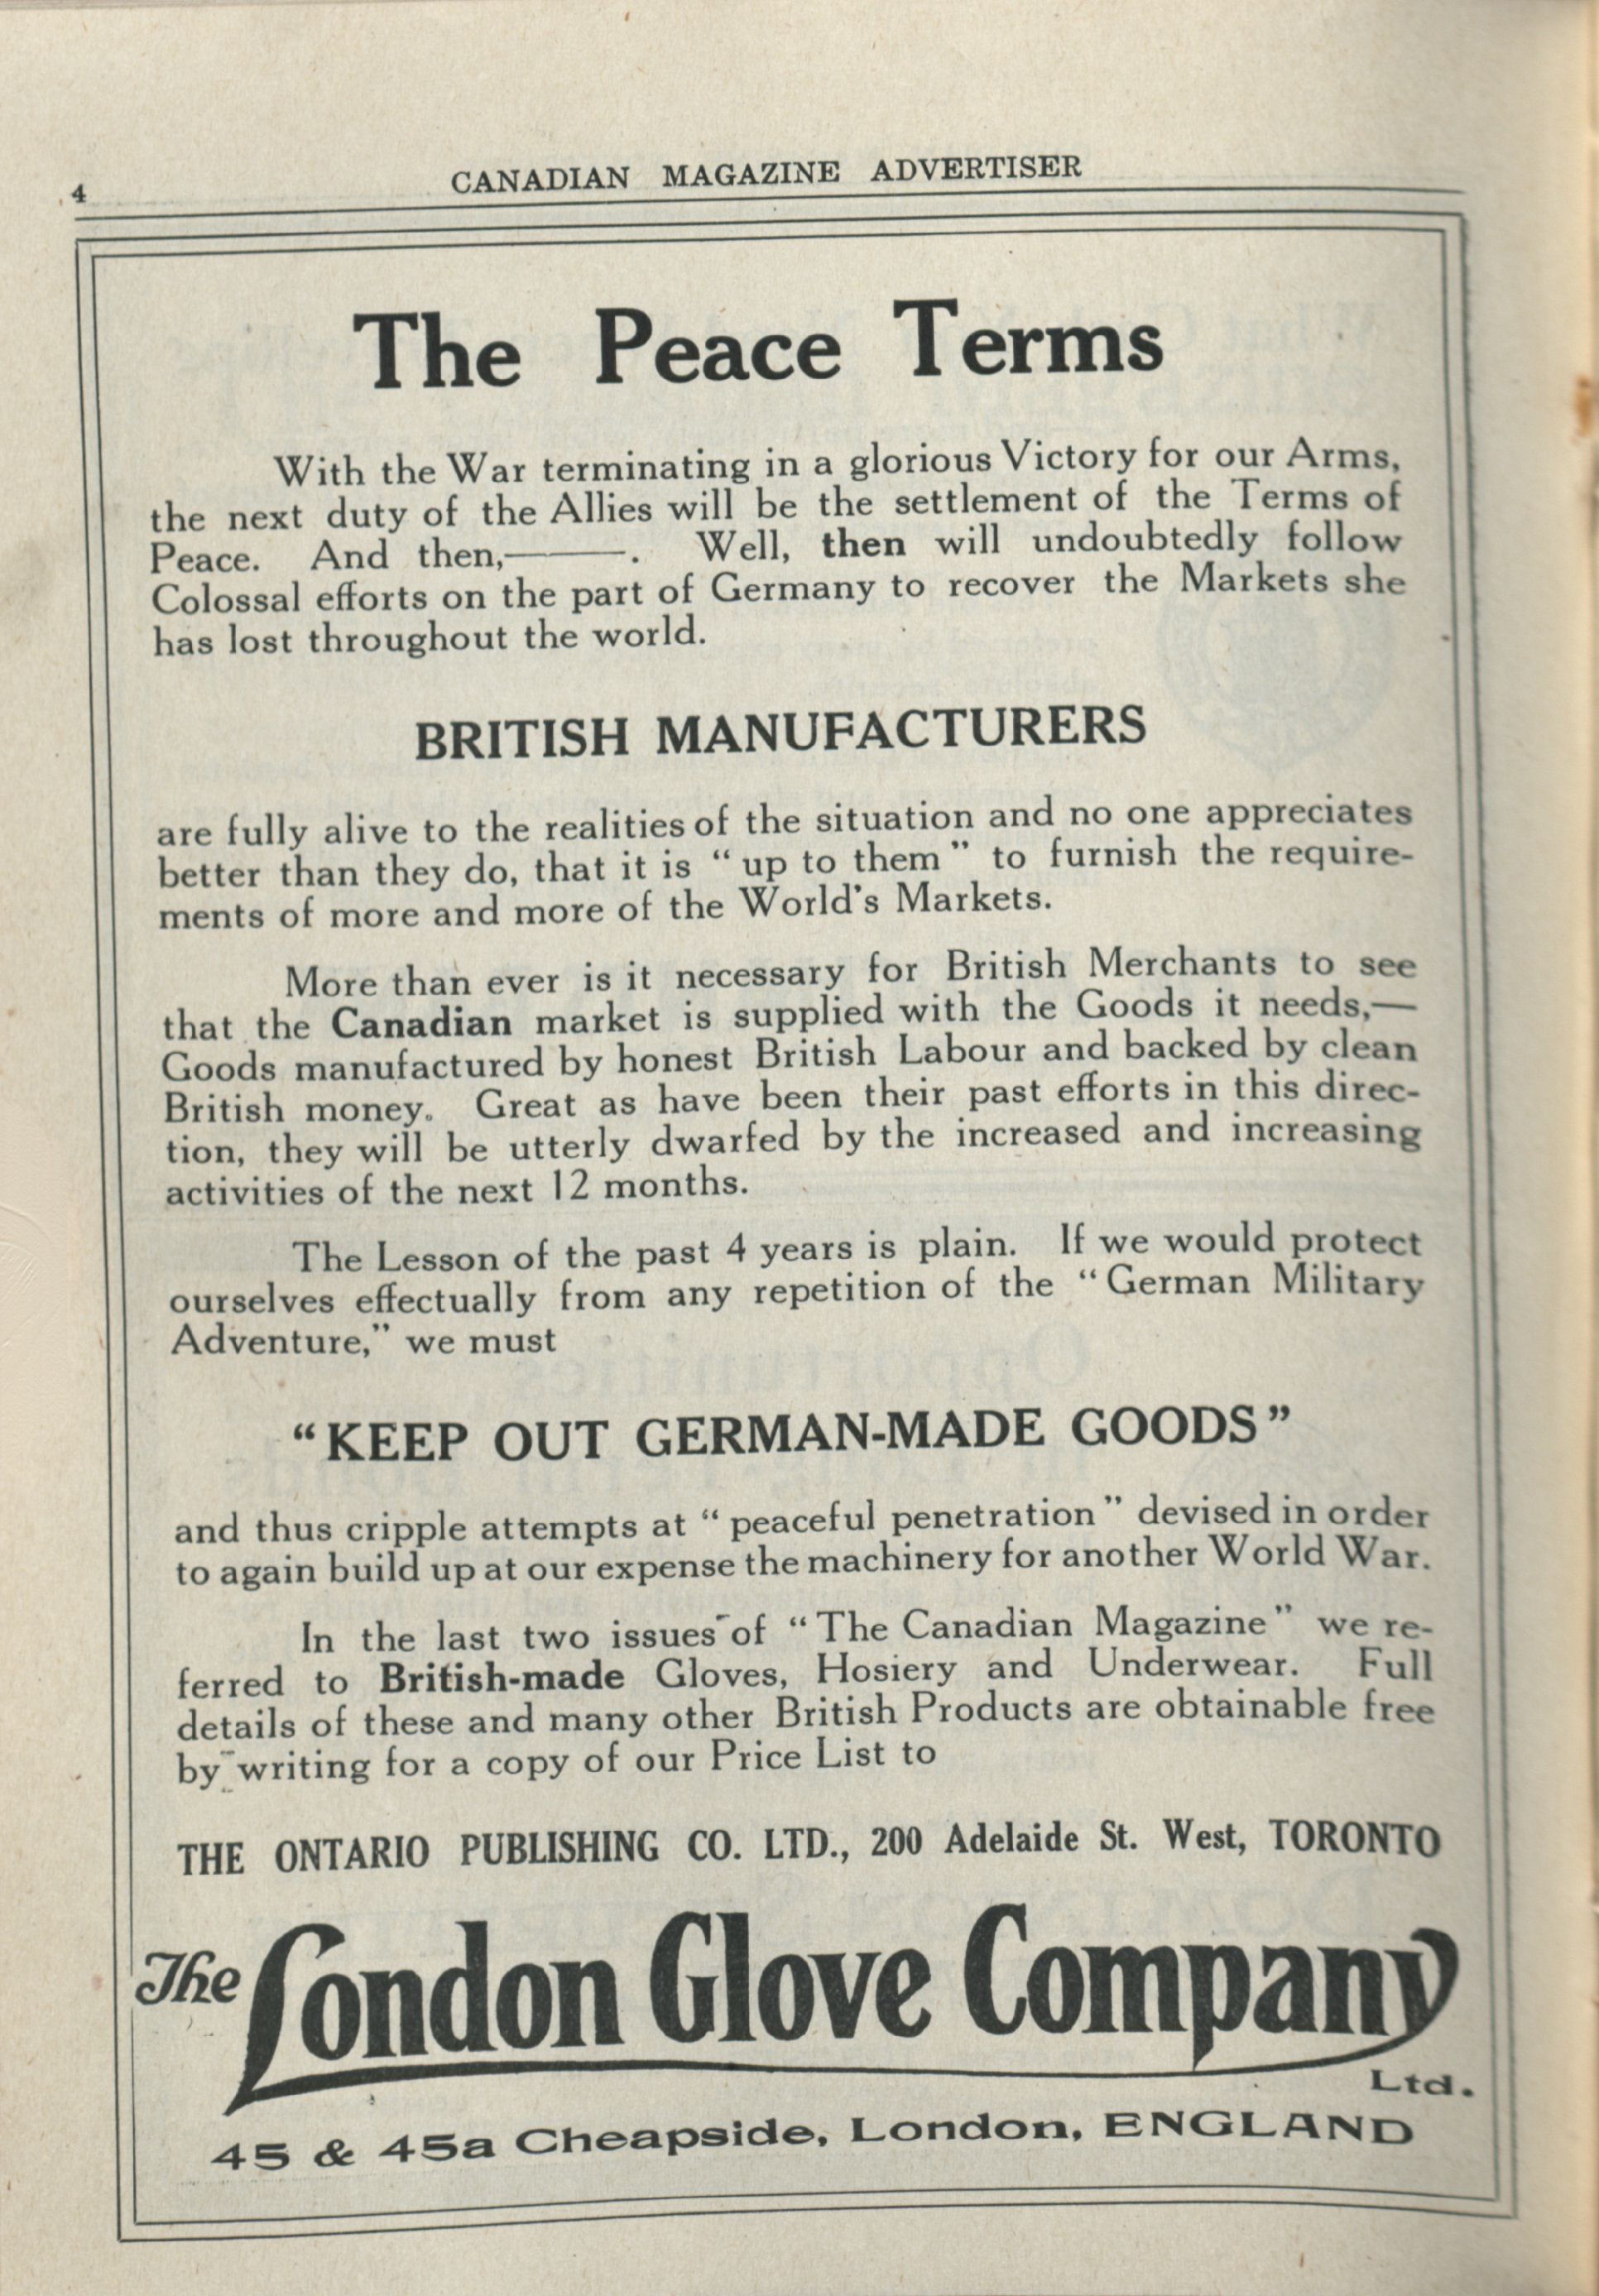 4
CANADIAN MAGAZINE ADVERTISER
The Peace Terms
With the War terminating in a glorious Victory for our Arms,
the next duty of the Allies will be the settlement of the Terms of
Peace. And then,———. Well, then will undoubtedly follow
Colossal efforts on the part of Germany to recover the Markets she
has lost throughout the world.
BRITISH MANUFACTURERS
are fully alive to the realities of the situation and no one appreciates
better than they do, that it is “up to them” to furnish the require-
ments of more and more of the World's Markets.
More than ever is it necessary for British Merchants to see
that the Canadian market is supplied with the Goods it needs,—
Goods manufactured by honest British Labour and backed by clean
British money. Great as have been their past efforts in this direc-
tion, they will be utterly dwarfed by the increased and increasing
activities of the next 12 months.
The Lesson of the past 4 years is plain. If we would protect
ourselves effectually from any repetition of the “German Military
Adventure,” we must
“KEEP OUT GERMAN-MADE GOODS”
and thus cripple attempts at “peaceful penetration” devised in order
to again build up at our expense the machinery for another World War.
In the last two issues of “The Canadian Magazine” we re-
ferred to British-made Gloves, Hosiery and Underwear. Full
details of these and many other British Products are obtainable free
by writing for a copy of our Price List to
THE ONTARIO PUBLISHING CO. LTD., 200 Adelaide St. West, TORONTO
The London Glove Company
Ltd.
45 & 45a Cheapside, London, ENGLAND